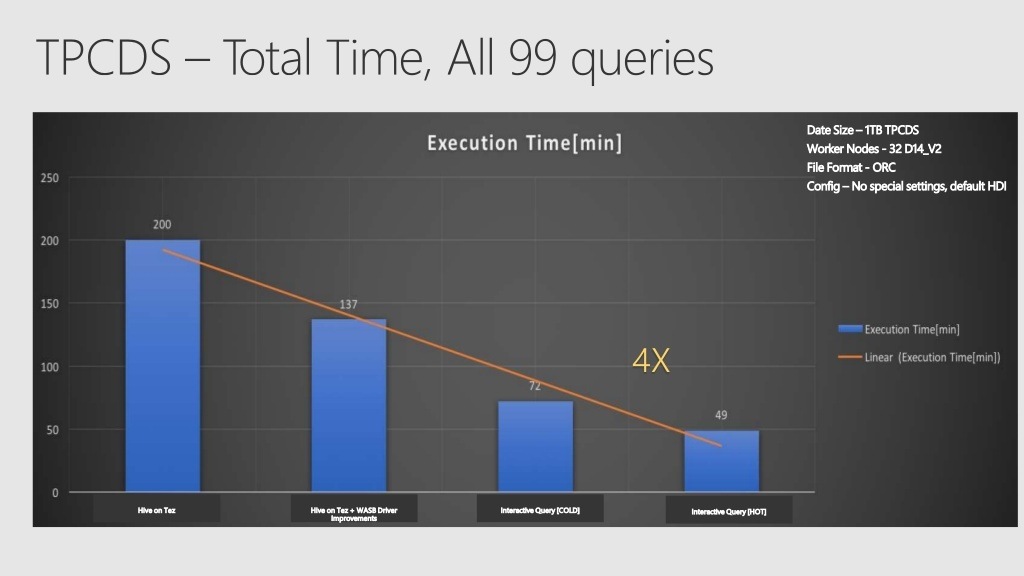 TPCDS – Total Time, All 99 queries
Execution Time[min]
Date Size – 1TB TPCDS
Worker Nodes - 32 D14_V2
File Format - ORC
Config – No special settings, default HDI
250
200
150
100
50
0
200
137
72
49
4X
Execution Time[min]
Linear (Execution Time[min])
Hive on Tez
Hive on Tez + WASB Driver
Improvements
Interactive Query [COLD]
Interactive Query [HOT]